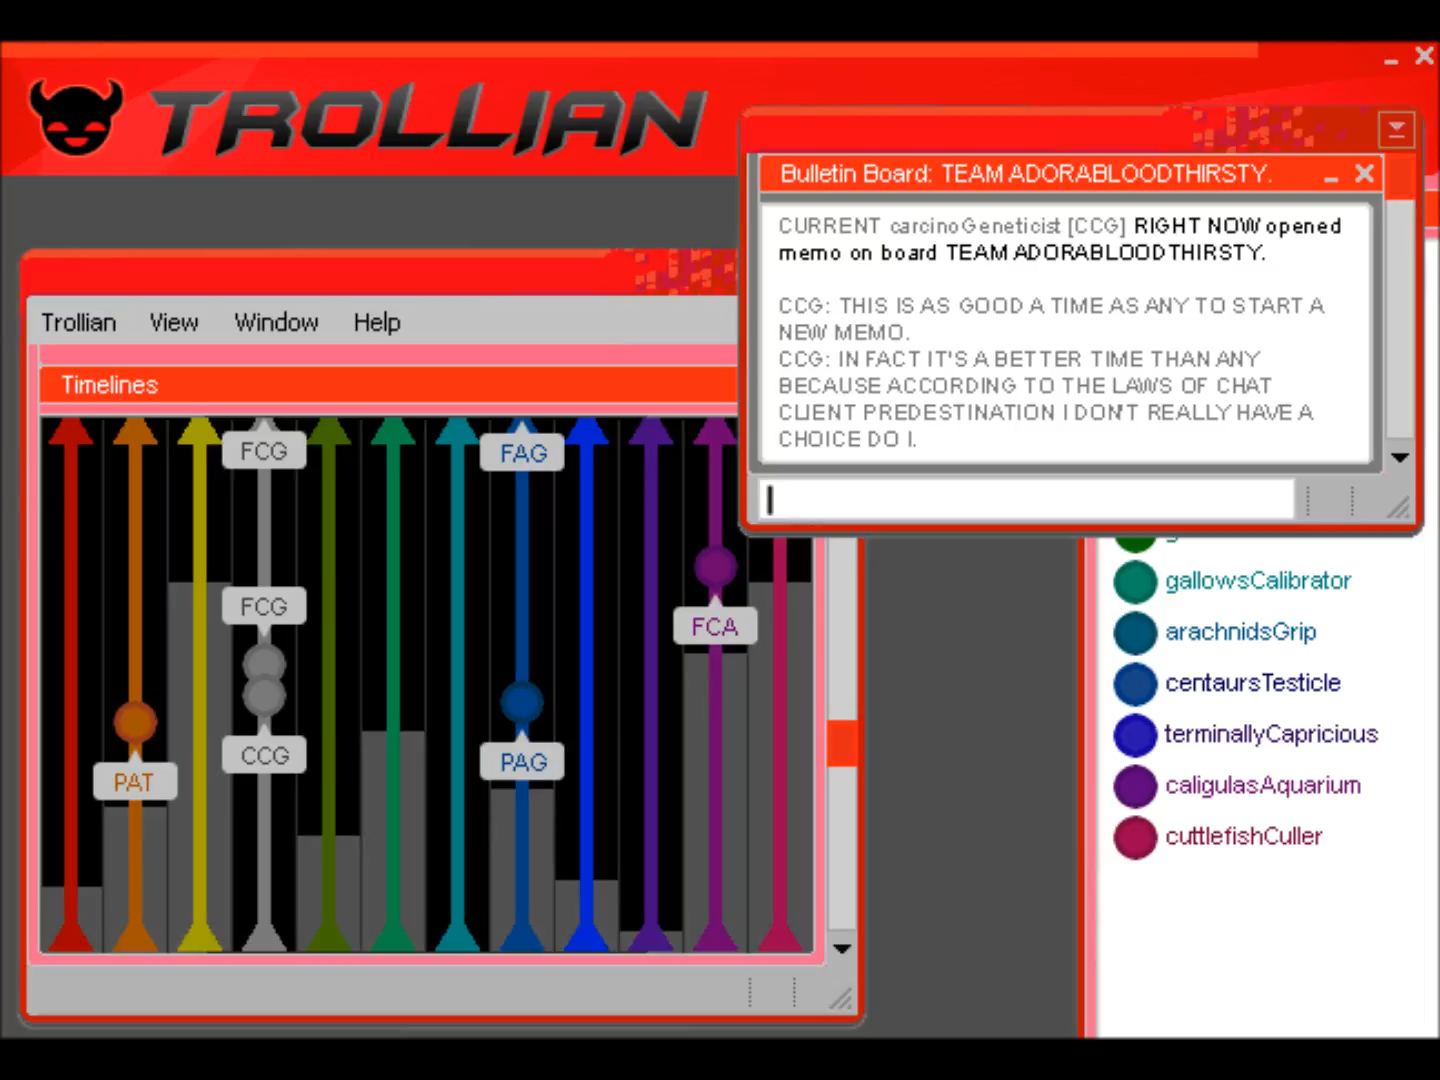 TROLLIAN
Bulletin Board: TEAM ADORABLOODTHIRSTY.
CURRENT carcinoGeneticist [CCG] RIGHT NOW opened
memo on board TEAM ADORABLOODTHIRSTY.
CCG: THIS IS AS GOOD A TIME AS ANY TO START A
NEW MEMO.
CCG: IN FACT IT'S A BETTER TIME THAN ANY
BECAUSE ACCORDING TO THE LAWS OF CHAT
CLIENT PREDESTINATION I DON'T REALLY HAVE A
CHOICE DO I.
Trollian View Window Help
Timelines
FCG
FAG
FCG
FCA
CCG
PAG
PAT
gallowsCalibrator
arachnidsGrip
centaursTesticle
terminallyCapricious
caligulasAquarium
cuttlefishCuller